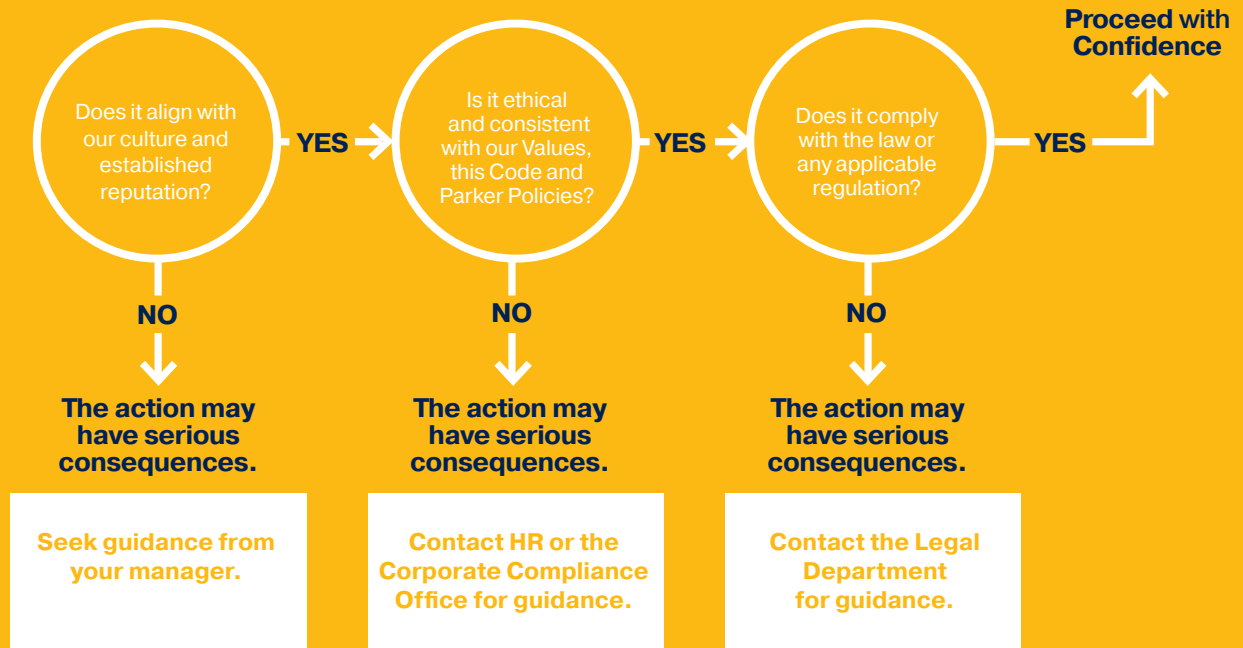 Proceed with
Confidence
Does it align with
our culture and
established
reputation?
YES
Is it ethical
and consistent
with our Values,
this Code and
Parker Policies?
YES
Does it comply
with the law or
any applicable
regulation?
YES
NO
NO
NO
The action may
have serious
consequences.
The action may
have serious
consequences.
The action may
have serious
consequences.
Seek guidance from
your manager.
Contact HR or the
Corporate Compliance
Office for guidance.
Contact the Legal
Department
for guidance.